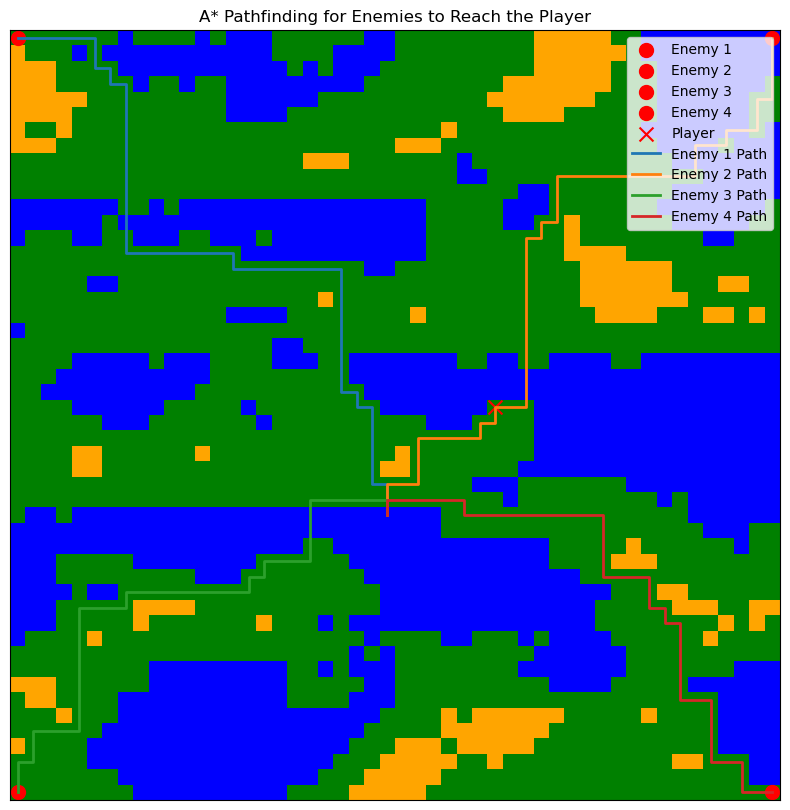 A* Pathfinding for Enemies to Reach the Player
Enemy 1
Enemy 2
Enemy 3
Enemy 4
Player
Enemy 1 Path
Enemy 2 Path
Enemy 3 Path
Enemy 4 Path